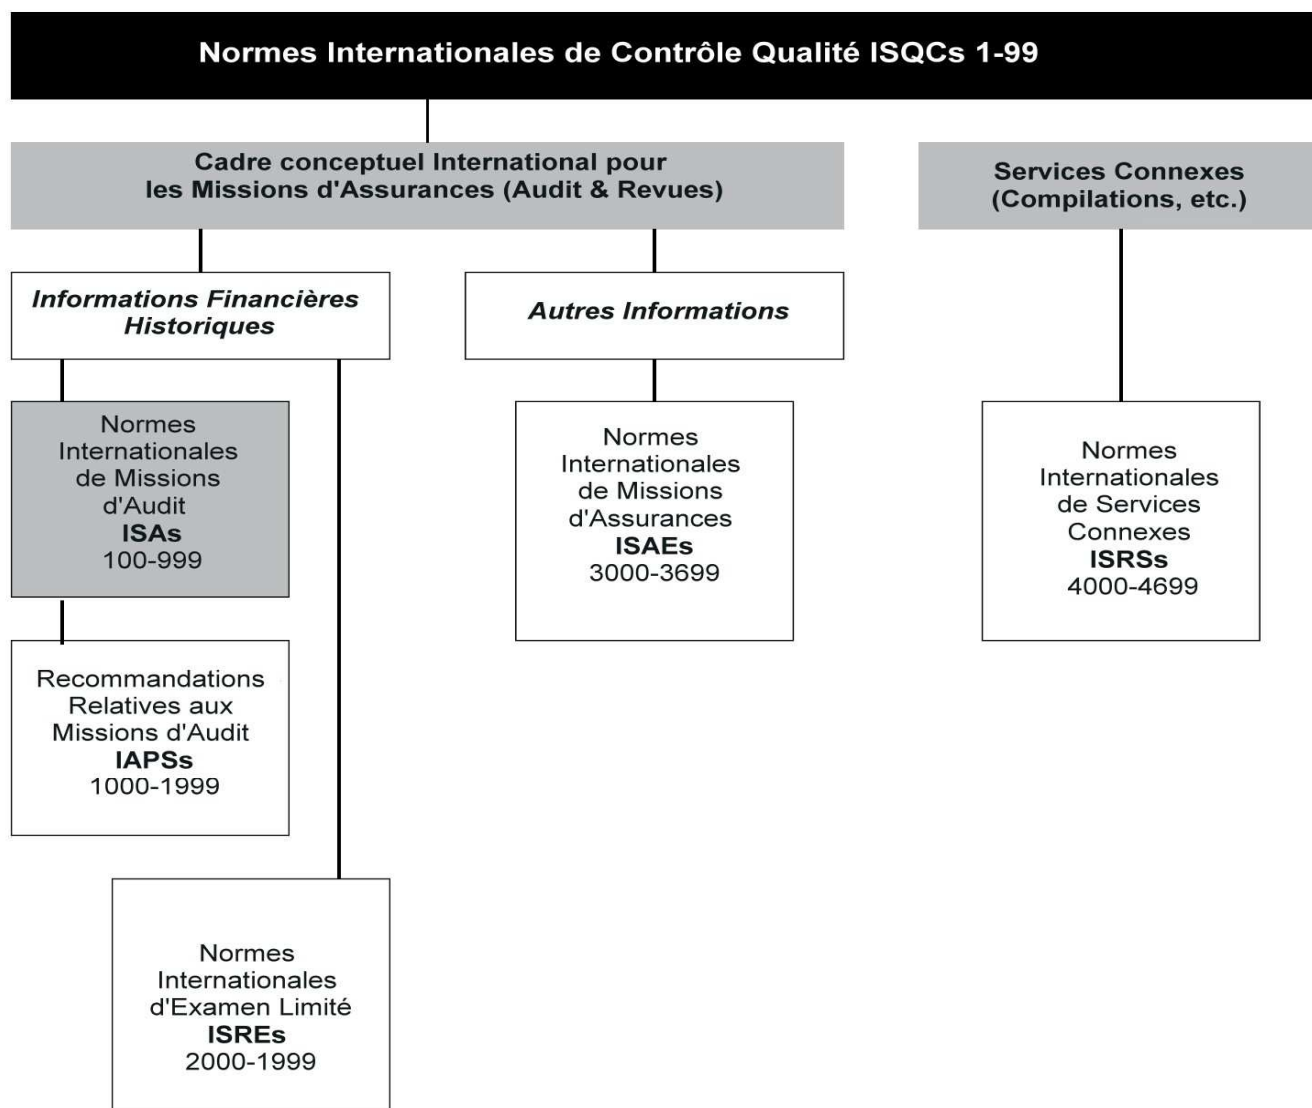 Normes Internationales de Contrôle Qualité ISQCs 1-99
Cadre conceptuel International pour
les Missions d'Assurances (Audit & Revues)
Services Connexes
(Compilations, etc.)
Informations Financières
Historiques
Autres Informations
Normes
Internationales
de Missions
d'Audit
ISAs
100-999
Normes
Internationales
de Missions
d'Assurances
ISAEs
3000-3699
Normes
Internationales
de Services
Connexes
ISRSs
4000-4699
Recommandations
Relatives aux
Missions d'Audit
IAPSs
1000-1999
Normes
Internationales
d'Examen Limité
ISREs
2000-1999